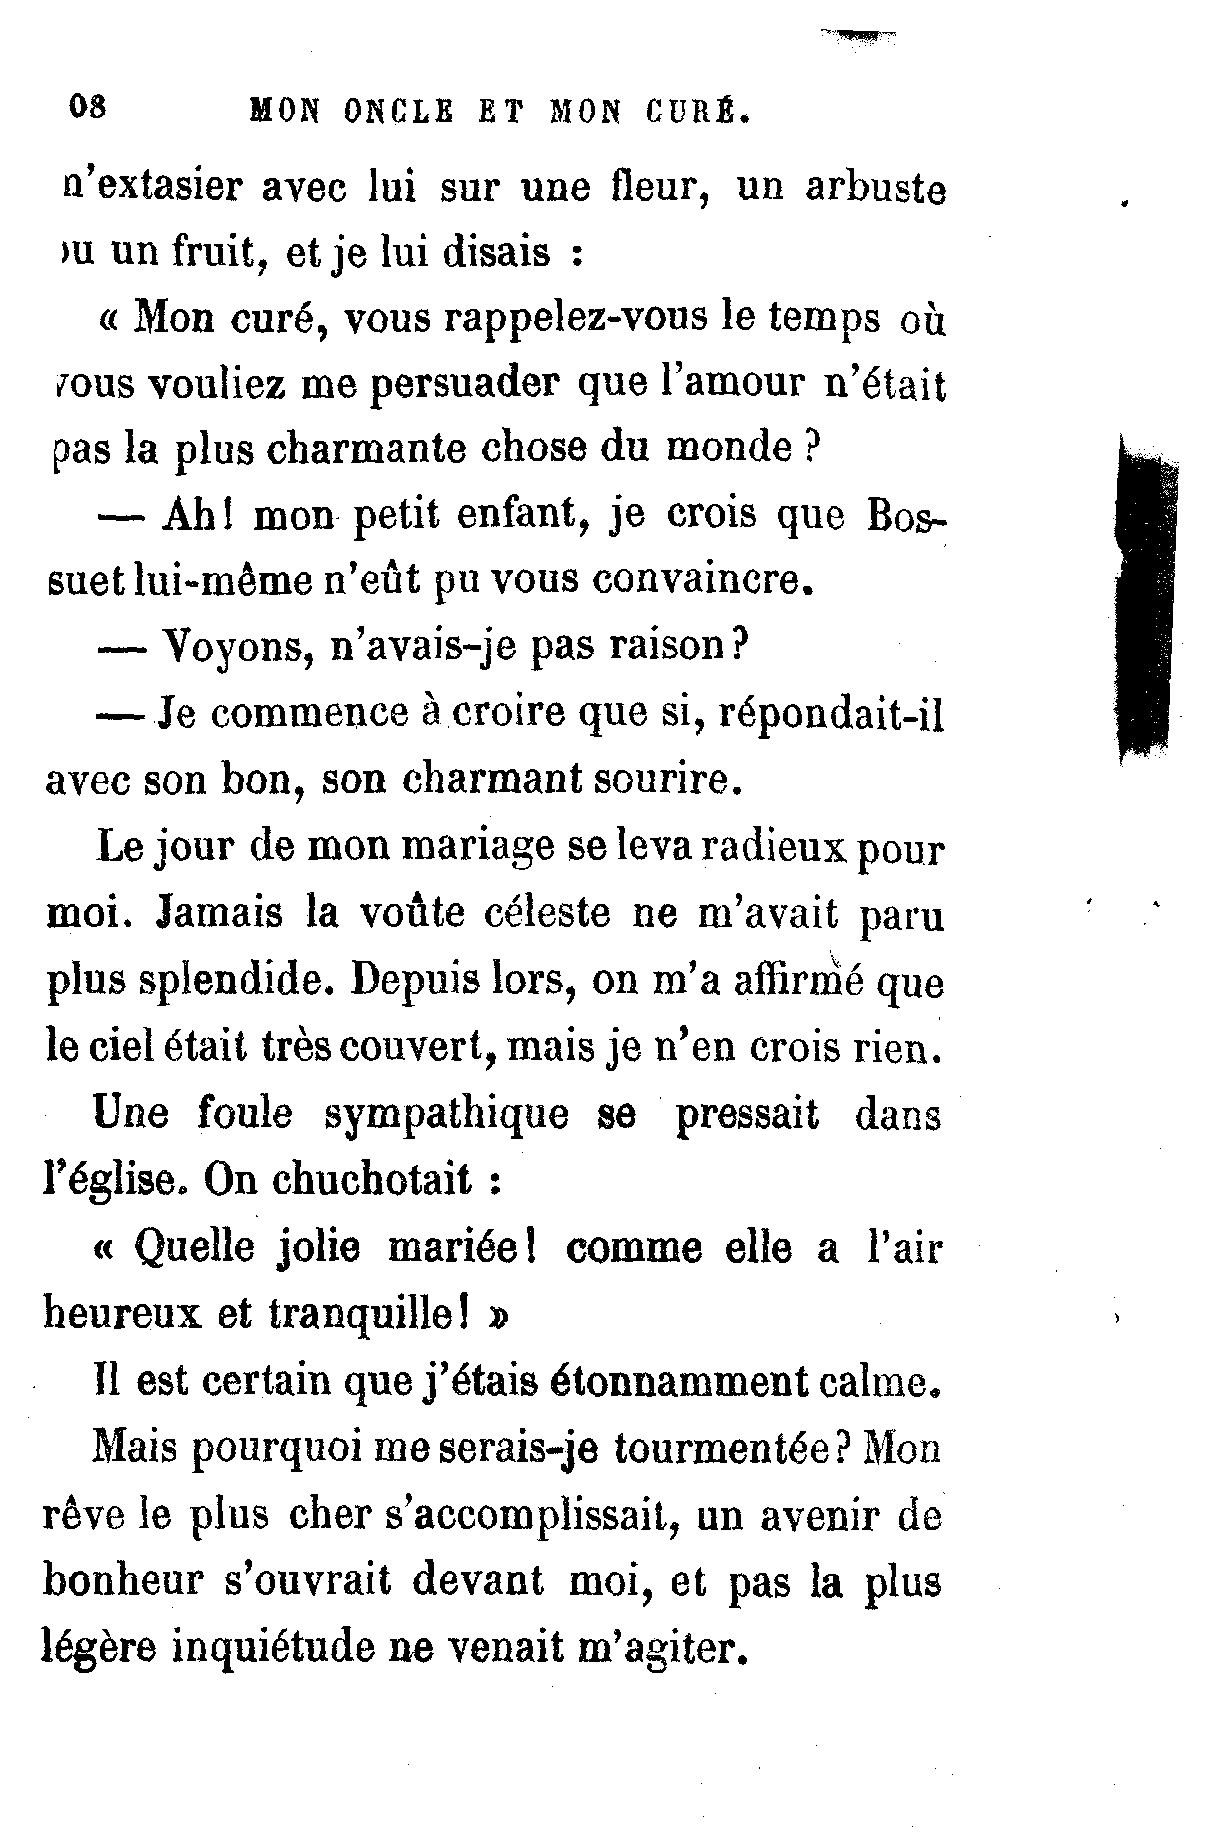 08 MON ONCLE ET MON CURÉ.
n'extasier avec lui sur une fleur, un arbuste
ou un fruit, et je lui disais :
« Mon curé, vous rappelez-vous le temps où
vous vouliez me persuader que l'amour n'était
pas la plus charmante chose du monde ?
— Ah! mon petit enfant, je crois que Bos-
suet lui-même n'eût pu vous convaincre.
— Voyons, n'avais-je pas raison ?
— Je commence à croire que si, répondait-il
avec son bon, son charmant sourire.
Le jour de mon mariage se leva radieux pour
moi. Jamais la voûte céleste ne m'avait paru
plus splendide. Depuis lors, on m'a affirmé que
le ciel était très couvert, mais je n'en crois rien.
Une foule sympathique se pressait dans
l'église. On chuchotait :
« Quelle jolie mariée! comme elle a l'air
heureux et tranquille! »
Il est certain que j'étais étonnamment calme.
Mais pourquoi me serais-je tourmentée? Mon
rêve le plus cher s'accomplissait, un avenir de
bonheur s'ouvrait devant moi, et pas la plus
légère inquiétude ne venait m'agiter.